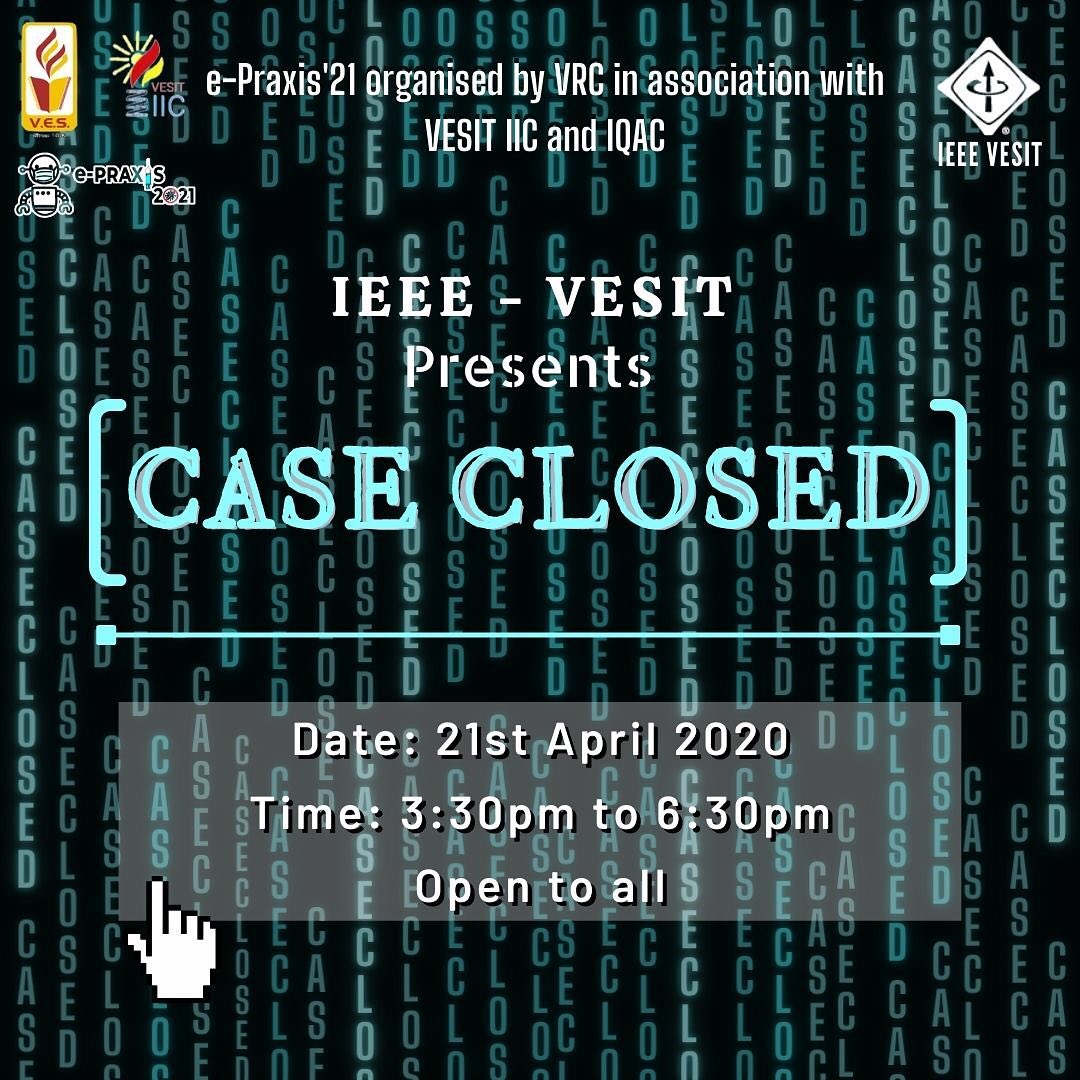 V.E.S.
VESIT
IIC
e-PRAXIS
2021
e-Praxis'21 organised by VRC in association with
VESIT IIC and IQAC
IEEE VESIT
IEEE - VESIT
Presents
[CASE CLOSED]
Date: 21st April 2020
Time: 3:30pm to 6:30pm
Open to all